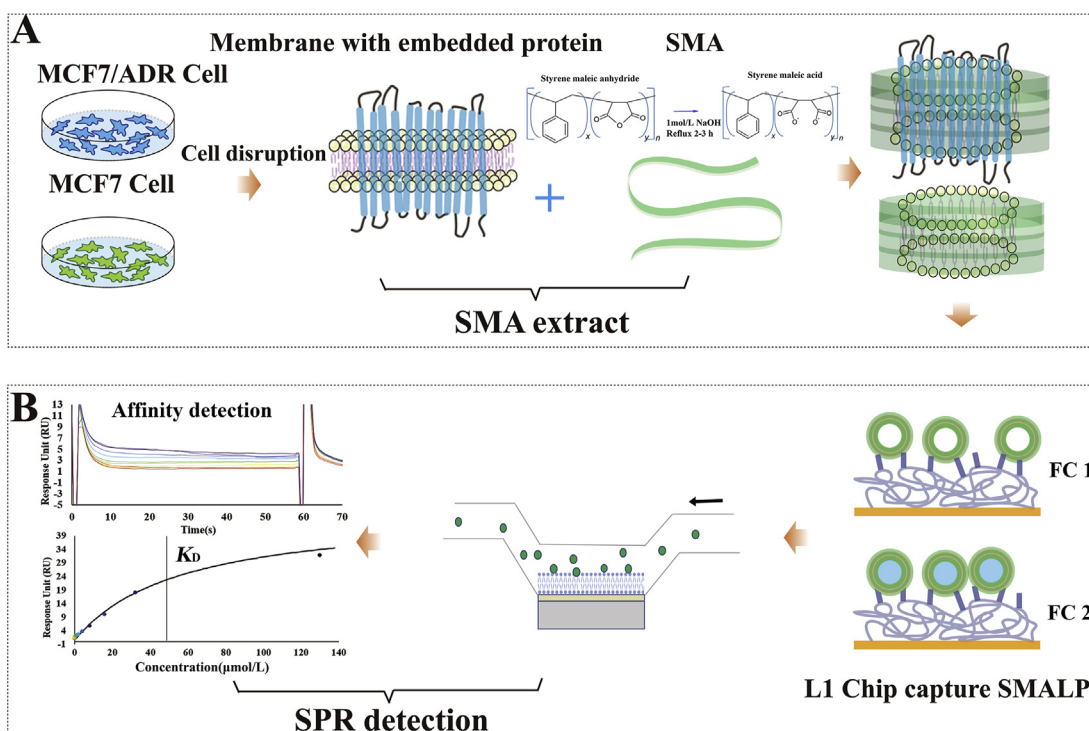 A
Membrane with embedded protein
SMA
MCF7/ADR Cell
Styrene maleic anhydride
Styrene maleic acid
1mol/L NaOH
Reflux 2-3 h
x
y
n
x
y
n
O
O
O
Cell disruption
MCF7 Cell
+
SMA extract
B
Affinity detection
Response Unit (RU)
13
11
9
7
5
3
1
-1
-3
-5
0
10
20
30
40
50
60
70
Time(s)
Response Unit (RU)
39
34
29
24
19
14
9
4
-1
KD
0
20
40
60
80
100
120
140
Concentration(μmol/L)
SPR detection
FC 1
FC 2
L1 Chip capture SMALP